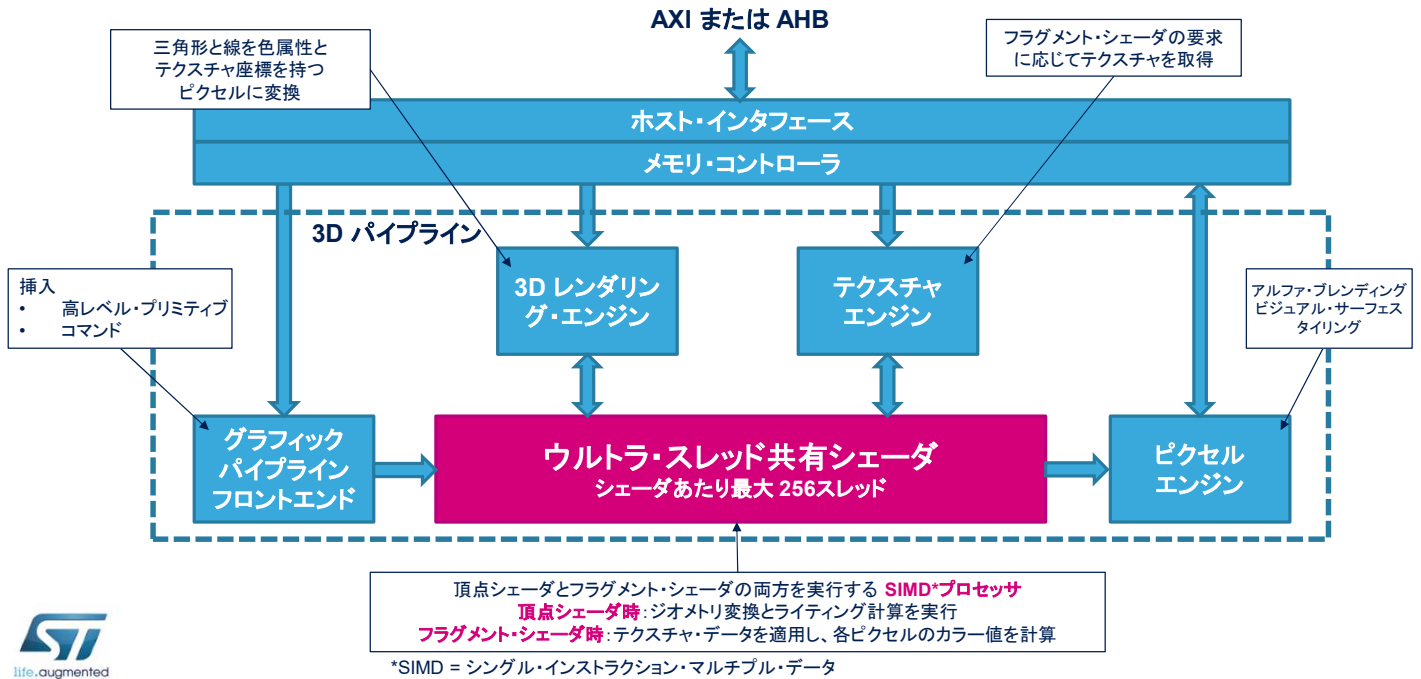 AXI または AHB
三角形と線を色属性と
テクスチャ座標を持つ
ピクセルに変換
フラグメント・シェーダの要求
に応じてテクスチャを取得
ホスト・インタフェース
メモリ・コントローラ
3D パイプライン
挿入
• 高レベル・プリミティブ
• コマンド
3D レンダリン
グ・エンジン
テクスチャ
エンジン
アルファ・ブレンディング
ビジュアル・サーフェス
タイリング
グラフィック
パイプライン
フロントエンド
ウルトラ・スレッド共有シェーダ
シェーダあたり最大 256スレッド
ピクセル
エンジン
頂点シェーダとフラグメント・シェーダの両方を実行する SIMD*プロセッサ
頂点シェーダ時：ジオメトリ変換とライティング計算を実行
フラグメント・シェーダ時：テクスチャ・データを適用し、各ピクセルのカラー値を計算
*SIMD = シングル・インストラクション・マルチプル・データ
ST
life.augmented